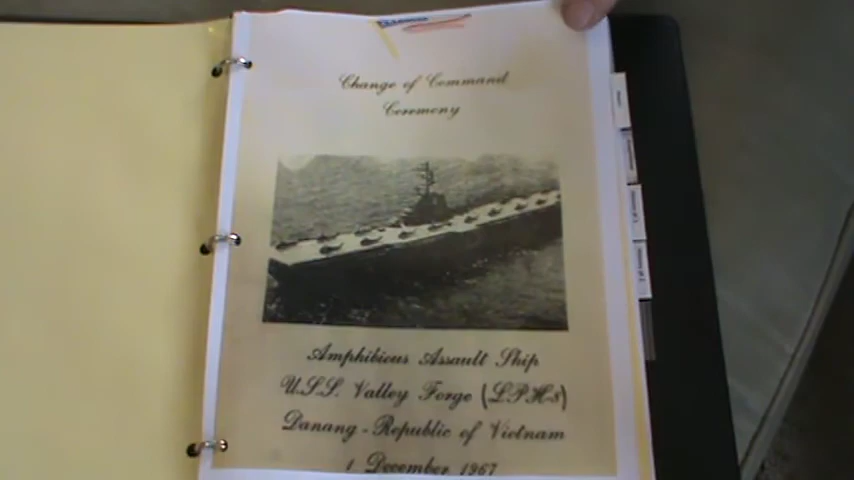 Change of Command
Ceremony
Amphibious Assault Ship
U.S.S. Valley Forge (LPH-8)
Danang - Republic of Vietnam
1 December 1967